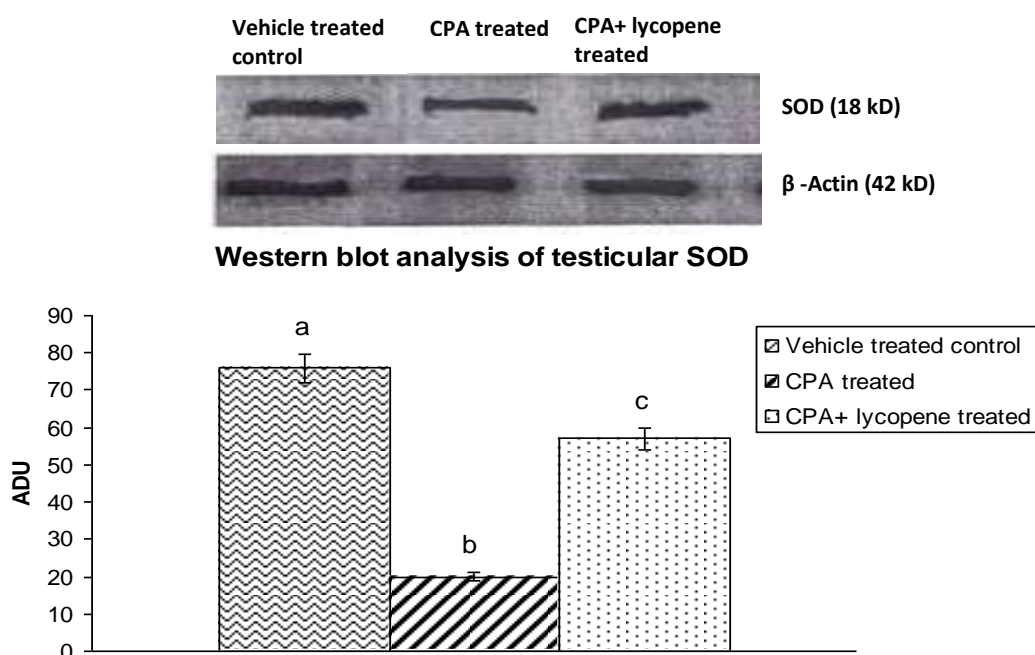 Vehicle treated
control
CPA treated
CPA+ lycopene
treated
SOD (18 kD)
β -Actin (42 kD)
Western blot analysis of testicular SOD
90
80
70
60
50
40
30
20
10
0
ADU
a
b
c
Vehicle treated control
CPA treated
CPA+ lycopene treated